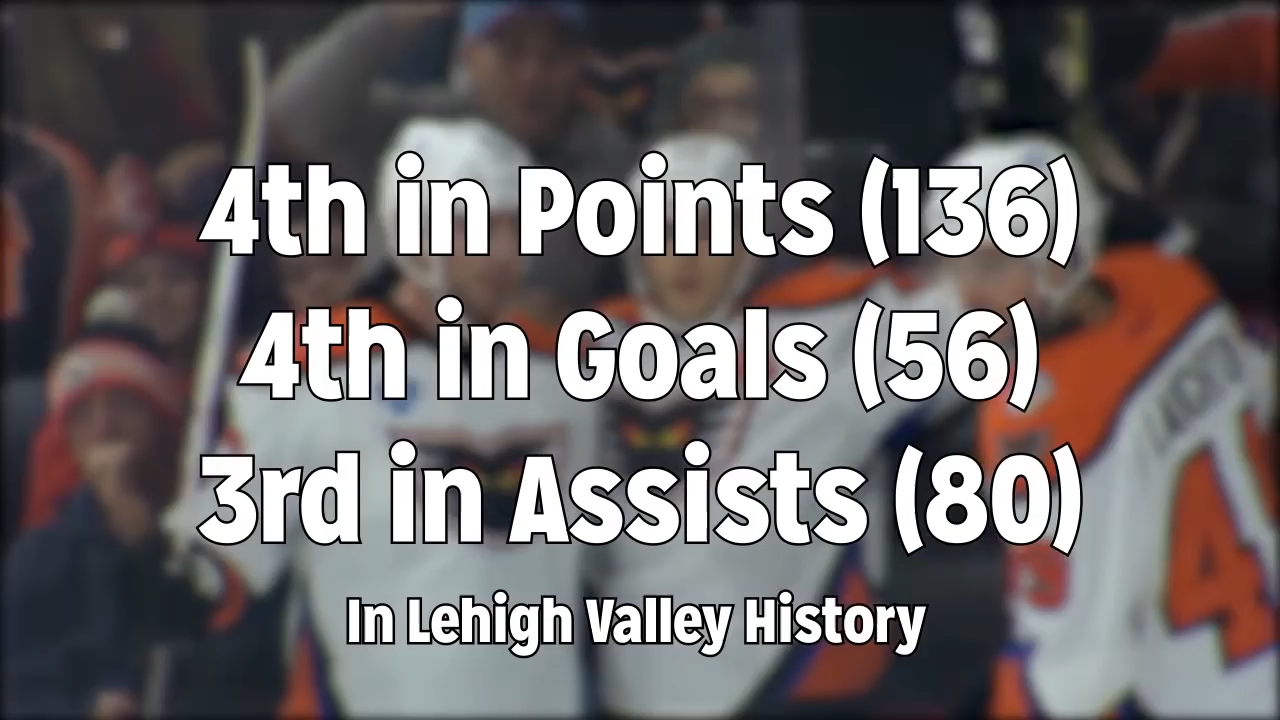 4th in Points (136)
4th in Goals (56)
3rd in Assists (80)
In Lehigh Valley History